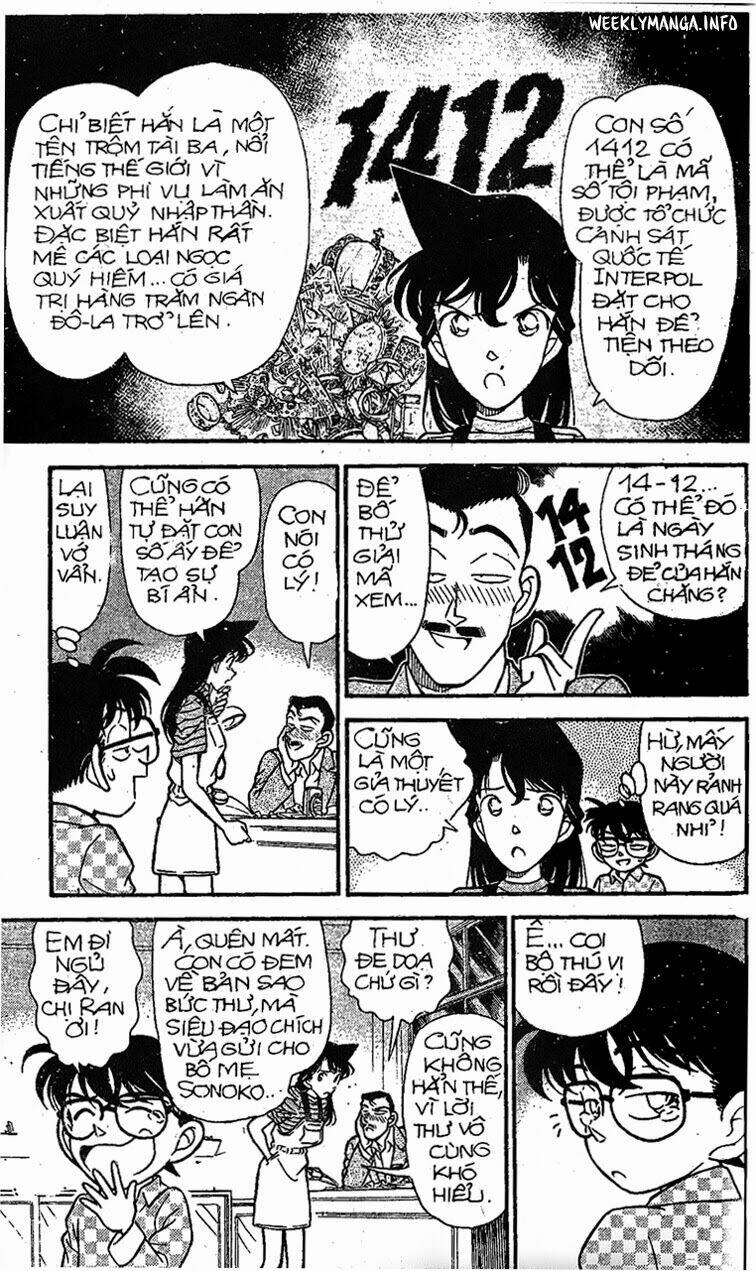 WEEKLYMANGA.INFO
CON SỐ
1412 CÓ
THỂ LÀ MÃ
SỐ TỘI PHẠM,
ĐƯỢC TỔ CHỨC
CẢNH SÁT
QUỐC TẾ
INTERPOL
ĐẶT CHO
HẮN ĐỂ
TIỆN THEO
DÕI.
1412
CHỈ BIẾT HẮN LÀ MỘT
TÊN TRỘM TÀI BA, NỔI
TIẾNG THẾ GIỚI VÌ
NHỮNG PHI VỤ LÀM ĂN
XUẤT QUỶ NHẬP THẦN.
ĐẶC BIỆT HẮN RẤT
MÊ CÁC LOẠI NGỌC
QUÝ HIẾM... CÓ GIÁ
TRỊ HÀNG TRĂM NGÀN
ĐÔ-LA TRỞ LÊN.
14-12...
CÓ THỂ ĐÓ
LÀ NGÀY
SINH THÁNG
ĐẺ CỦA HẮN
CHĂNG?
14
12
ĐỂ
BỐ
THỬ
GIẢI
MÃ
XEM...
HỪ, MẤY
NGƯỜI
NÀY RẢNH
RANG QUÁ
NHỈ!
CŨNG
LÀ MỘT
GIẢ THUYẾT
CÓ LÝ..
CON
NÓI
CÓ
LÝ!
CŨNG CÓ
THỂ HẮN
TỰ ĐẶT CON
SỐ ẤY ĐỂ
TẠO SỰ
BÍ ẨN.
LẠI
SUY
LUẬN
VỚ
VẨN.
Ê... COI
BỘ THÚ VỊ
RỒI ĐẤY!
THƯ
ĐE DỌA
CHỨ GÌ?
CŨNG
KHÔNG
HẲN THẾ,
VÌ LỜI
THƯ VÔ
CÙNG
KHÓ
HIỂU.
À, QUÊN MẤT.
CON CÓ ĐEM
VỀ BẢN SAO
BỨC THƯ, MÀ
SIÊU ĐẠO CHÍCH
VỪA GỬI CHO
BỐ MẸ
SONOKO..
EM ĐI
NGỦ
ĐÂY,
CHỊ RAN
ƠI!